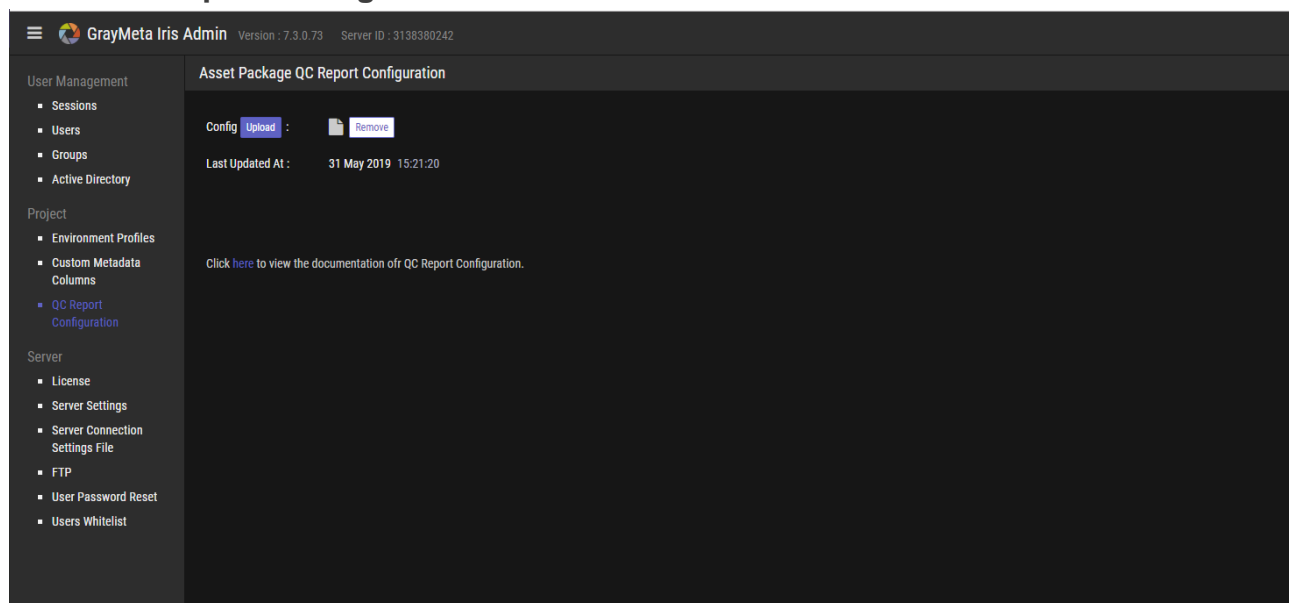 GrayMeta Iris Admin Version : 7.3.0.73 Server ID : 3138380242
User Management
Sessions
Users
Groups
Active Directory
Project
Environment Profiles
Custom Metadata
Columns
QC Report
Configuration
Server
License
Server Settings
Server Connection
Settings File
FTP
User Password Reset
Users Whitelist
Asset Package QC Report Configuration
Config Upload : Remove
Last Updated At : 31 May 2019 15:21:20
Click here to view the documentation ofr QC Report Configuration.